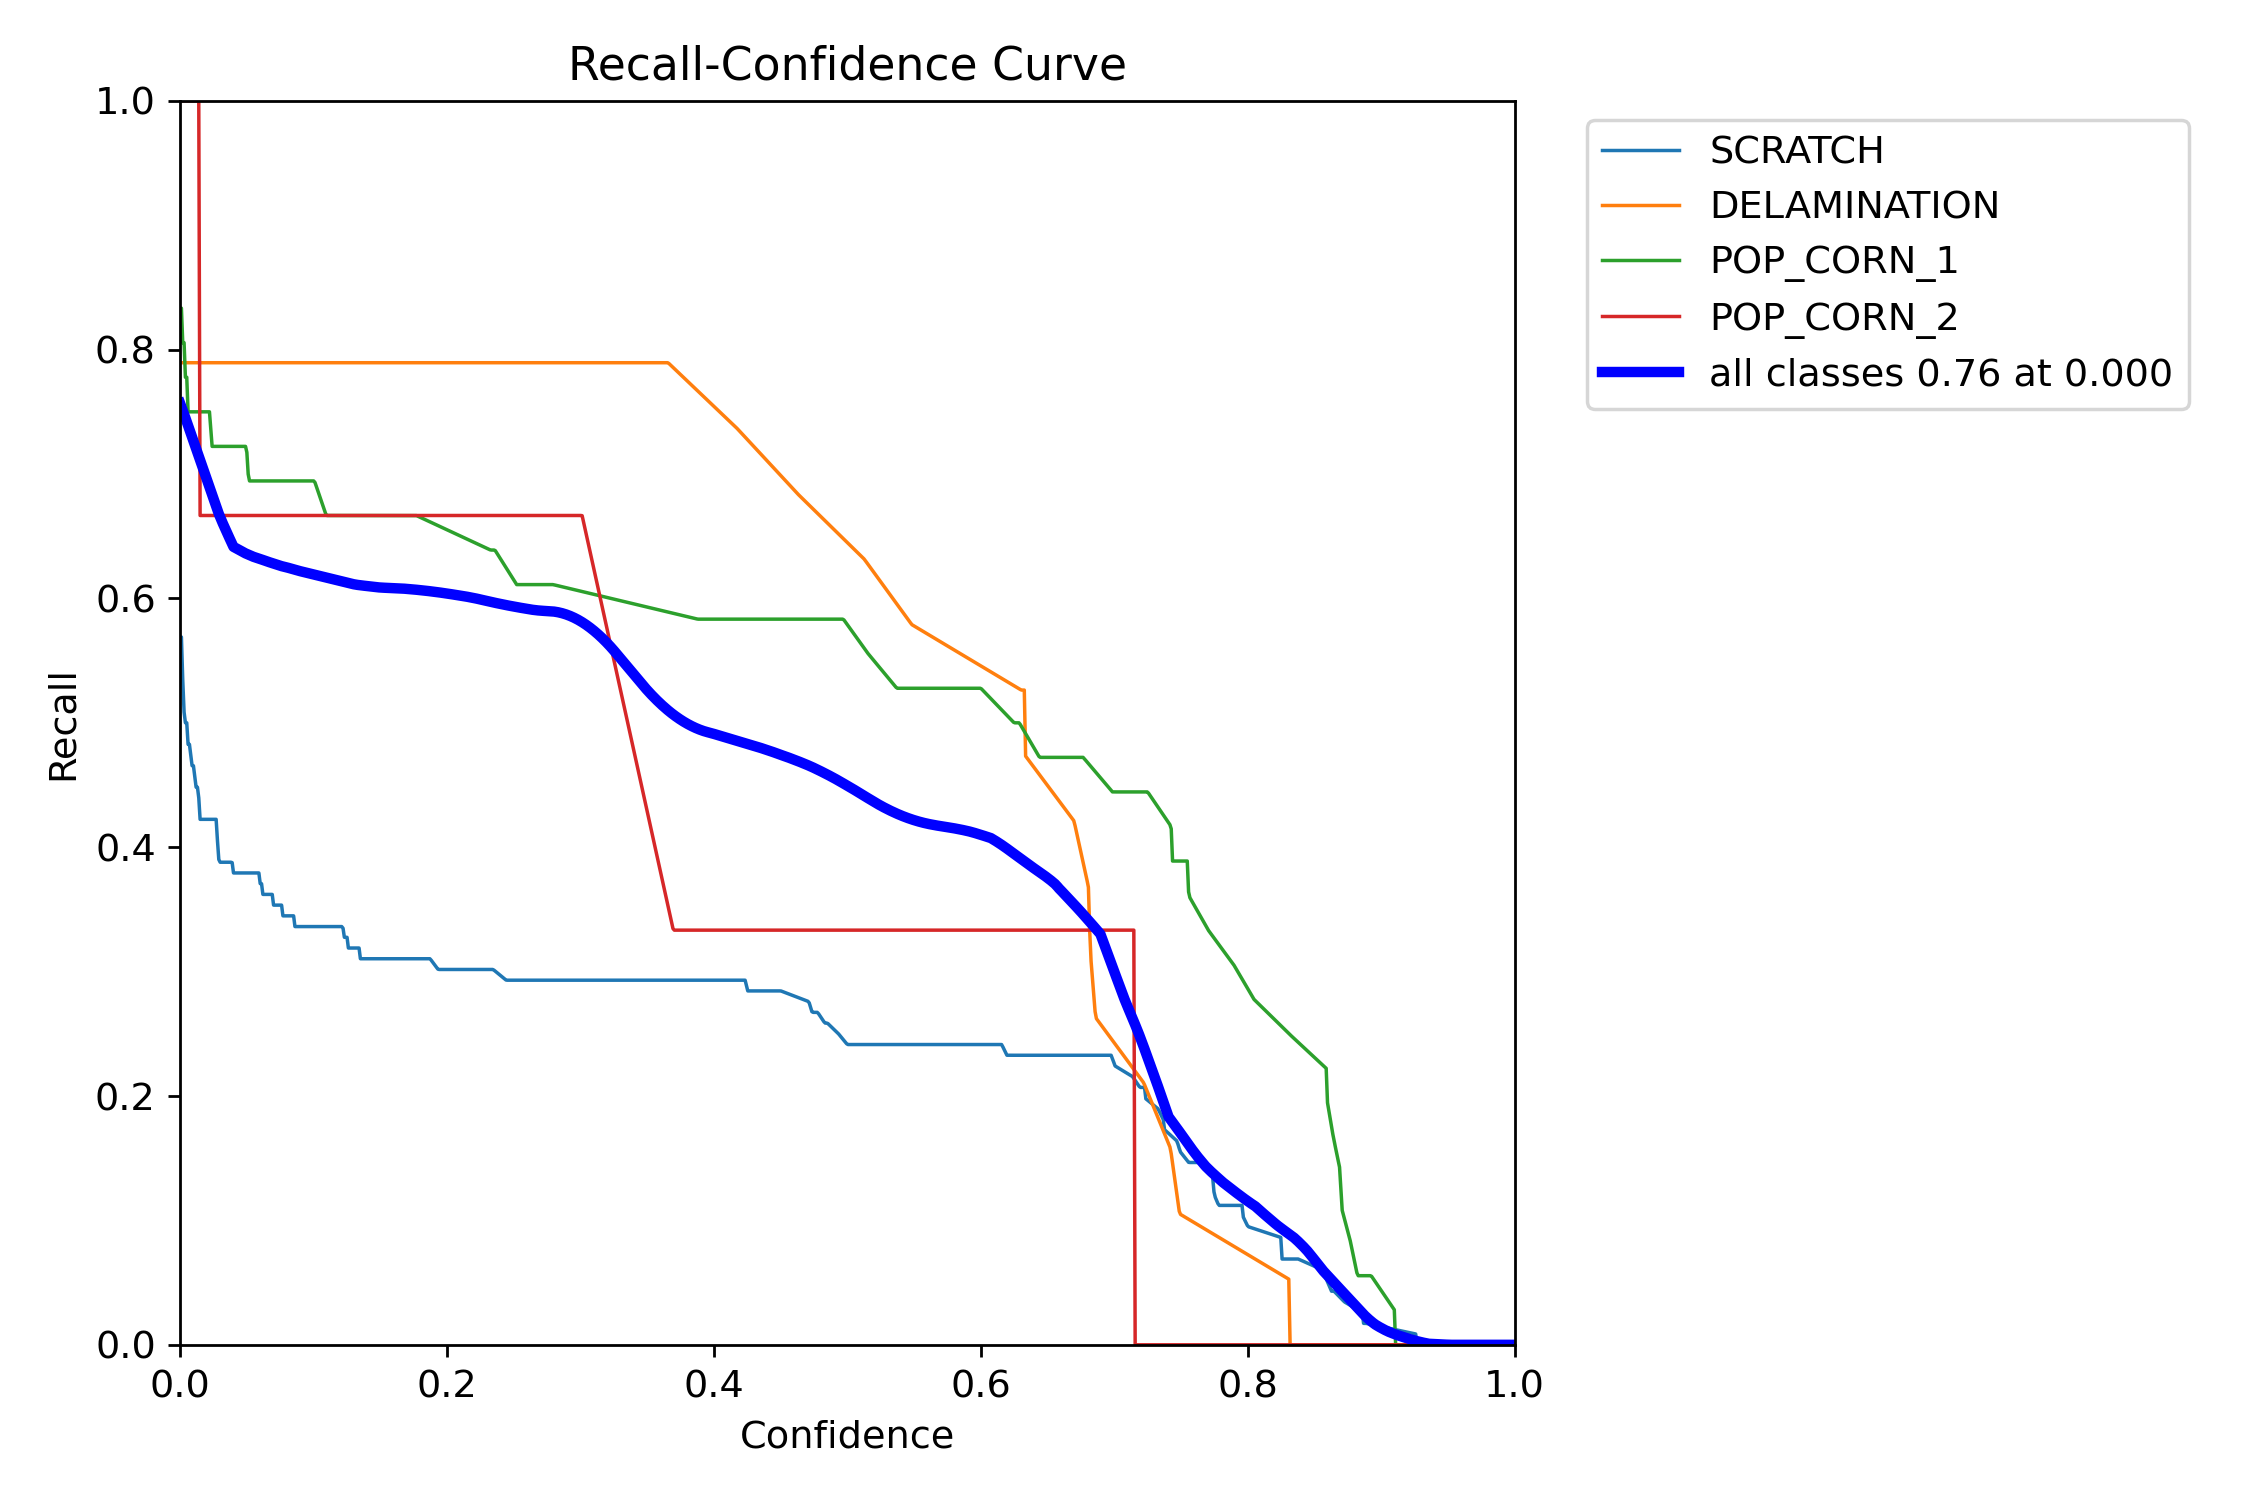 Recall-Confidence Curve
1.0
0.8
0.6
0.4
0.2
0.0
Recall
0.0 0.2 0.4 0.6 0.8 1.0
Confidence
SCRATCH
DELAMINATION
POP_CORN_1
POP_CORN_2
all classes 0.76 at 0.000